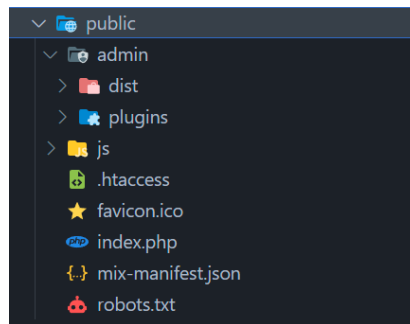 public
admin
dist
plugins
js
.htaccess
favicon.ico
index.php
mix-manifest.json
robots.txt